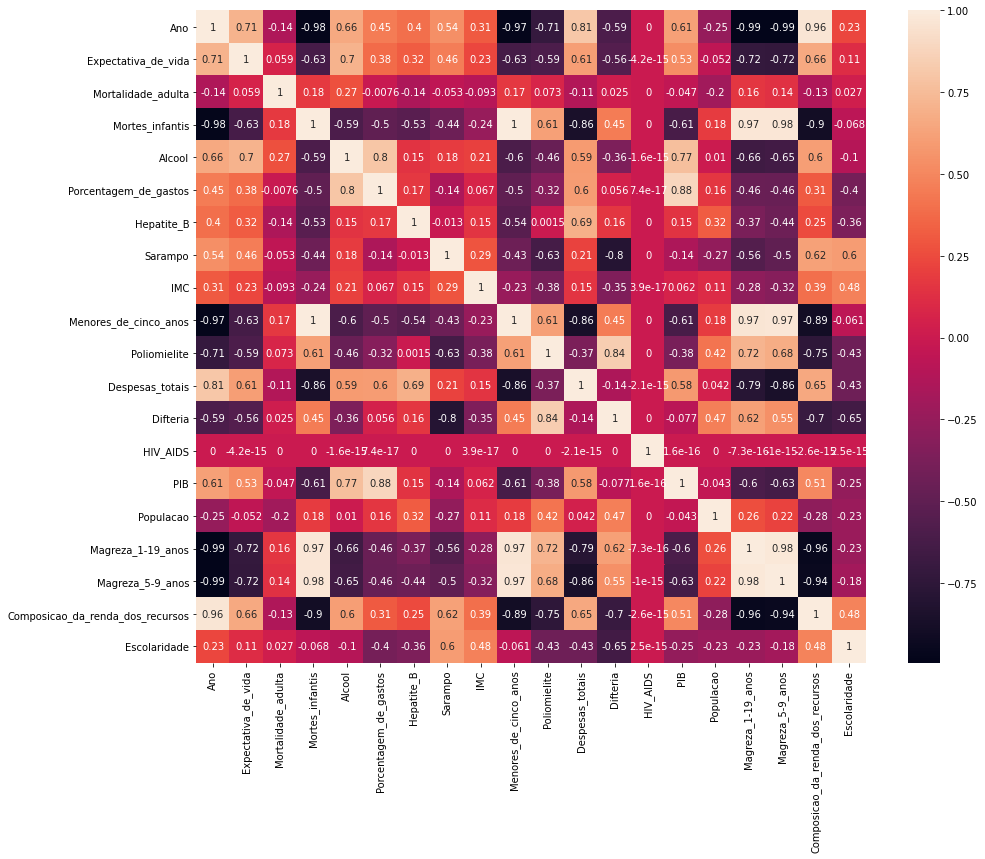 Ano 1 0.71 -0.14 -0.98 0.66 0.45 0.4 0.54 0.31 -0.97 -0.71 0.81 -0.59 0 0.61 -0.25 -0.99 -0.99 0.96 0.23
Expectativa_de_vida 0.71 1 0.059 -0.63 0.7 0.38 0.32 0.46 0.23 -0.63 -0.59 0.61 -0.56 -4.2e-15 0.53 -0.052 -0.72 -0.72 0.66 0.11
Mortalidade_adulta -0.14 0.059 1 0.18 0.27 -0.0076 -0.14 -0.053 -0.093 0.17 0.073 -0.11 0.025 0 -0.047 -0.2 0.16 0.14 -0.13 0.027
Mortes_infantis -0.98 -0.63 0.18 1 -0.59 -0.5 -0.53 -0.44 -0.24 1 0.61 -0.86 0.45 0 -0.61 0.18 0.97 0.98 -0.9 -0.068
Alcool 0.66 0.7 0.27 -0.59 1 0.8 0.15 0.18 0.21 -0.6 -0.46 0.59 -0.36 -1.6e-15 0.77 0.01 -0.66 -0.65 0.6 -0.1
Porcentagem_de_gastos 0.45 0.38 -0.0076 -0.5 0.8 1 0.17 -0.14 0.067 -0.5 -0.32 0.6 0.056 7.4e-17 0.88 0.16 -0.46 -0.46 0.31 -0.4
Hepatite_B 0.4 0.32 -0.14 -0.53 0.15 0.17 1 -0.013 0.15 -0.54 0.0015 0.69 0.16 0 0.15 0.32 -0.37 -0.44 0.25 -0.36
Sarampo 0.54 0.46 -0.053 -0.44 0.18 -0.14 -0.013 1 0.29 -0.43 -0.63 0.21 -0.8 0 -0.14 -0.27 -0.56 -0.5 0.62 0.6
IMC 0.31 0.23 -0.093 -0.24 0.21 0.067 0.15 0.29 1 -0.23 -0.38 0.15 -0.35 3.9e-17 0.062 0.11 -0.28 -0.32 0.39 0.48
Menores_de_cinco_anos -0.97 -0.63 0.17 1 -0.6 -0.5 -0.54 -0.43 -0.23 1 0.61 -0.86 0.45 0 -0.61 0.18 0.97 0.97 -0.89 -0.061
Poliomielite -0.71 -0.59 0.073 0.61 -0.46 -0.32 0.0015 -0.63 -0.38 0.61 1 -0.37 0.84 0 -0.38 0.42 0.72 0.68 -0.75 -0.43
Despesas_totais 0.81 0.61 -0.11 -0.86 0.59 0.6 0.69 0.21 0.15 -0.86 -0.37 1 -0.14 -2.1e-15 0.58 0.042 -0.79 -0.86 0.65 -0.43
Difteria -0.59 -0.56 0.025 0.45 -0.36 0.056 0.16 -0.8 -0.35 0.45 0.84 -0.14 1 0 -0.077 0.47 0.62 0.55 -0.7 -0.65
HIV_AIDS 0 -4.2e-15 0 0 -1.6e-15 7.4e-17 0 0 3.9e-17 0 0 -2.1e-15 0 1 1.6e-16 0 -7.3e-16 -1e-15 -2.6e-15 2.5e-15
PIB 0.61 0.53 -0.047 -0.61 0.77 0.88 0.15 -0.14 0.062 -0.61 -0.38 0.58 -0.077 1.6e-16 1 -0.043 -0.6 -0.63 0.51 -0.25
Populacao -0.25 -0.052 -0.2 0.18 0.01 0.16 0.32 -0.27 0.11 0.18 0.42 0.042 0.47 0 -0.043 1 0.26 0.22 -0.28 -0.23
Magreza_1-19_anos -0.99 -0.72 0.16 0.97 -0.66 -0.46 -0.37 -0.56 -0.28 0.97 0.72 -0.79 0.62 -7.3e-16 -0.6 0.26 1 0.98 -0.96 -0.23
Magreza_5-9_anos -0.99 -0.72 0.14 0.98 -0.65 -0.46 -0.44 -0.5 -0.32 0.97 0.68 -0.86 0.55 -1e-15 -0.63 0.22 0.98 1 -0.94 -0.18
Composicao_da_renda_dos_recursos 0.96 0.66 -0.13 -0.9 0.6 0.31 0.25 0.62 0.39 -0.89 -0.75 0.65 -0.7 -2.6e-15 0.51 -0.28 -0.96 -0.94 1 0.48
Escolaridade 0.23 0.11 0.027 -0.068 -0.1 -0.4 -0.36 0.6 0.48 -0.061 -0.43 -0.43 -0.65 2.5e-15 -0.25 -0.23 -0.23 -0.18 0.48 1
Ano
Expectativa_de_vida
Mortalidade_adulta
Mortes_infantis
Alcool
Porcentagem_de_gastos
Hepatite_B
Sarampo
IMC
Menores_de_cinco_anos
Poliomielite
Despesas_totais
Difteria
HIV_AIDS
PIB
Populacao
Magreza_1-19_anos
Magreza_5-9_anos
Composicao_da_renda_dos_recursos
Escolaridade
1.00
0.75
0.50
0.25
0.00
-0.25
-0.50
-0.75